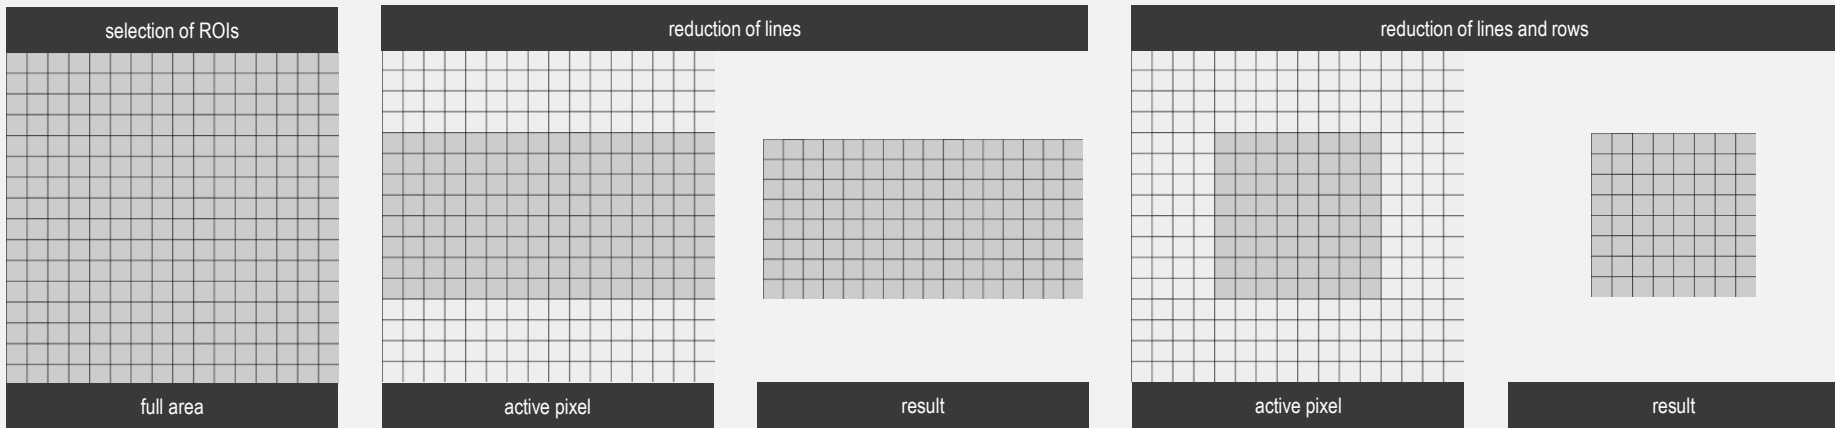 selection of ROIs
reduction of lines
reduction of lines and rows
full area
active pixel
result
active pixel
result